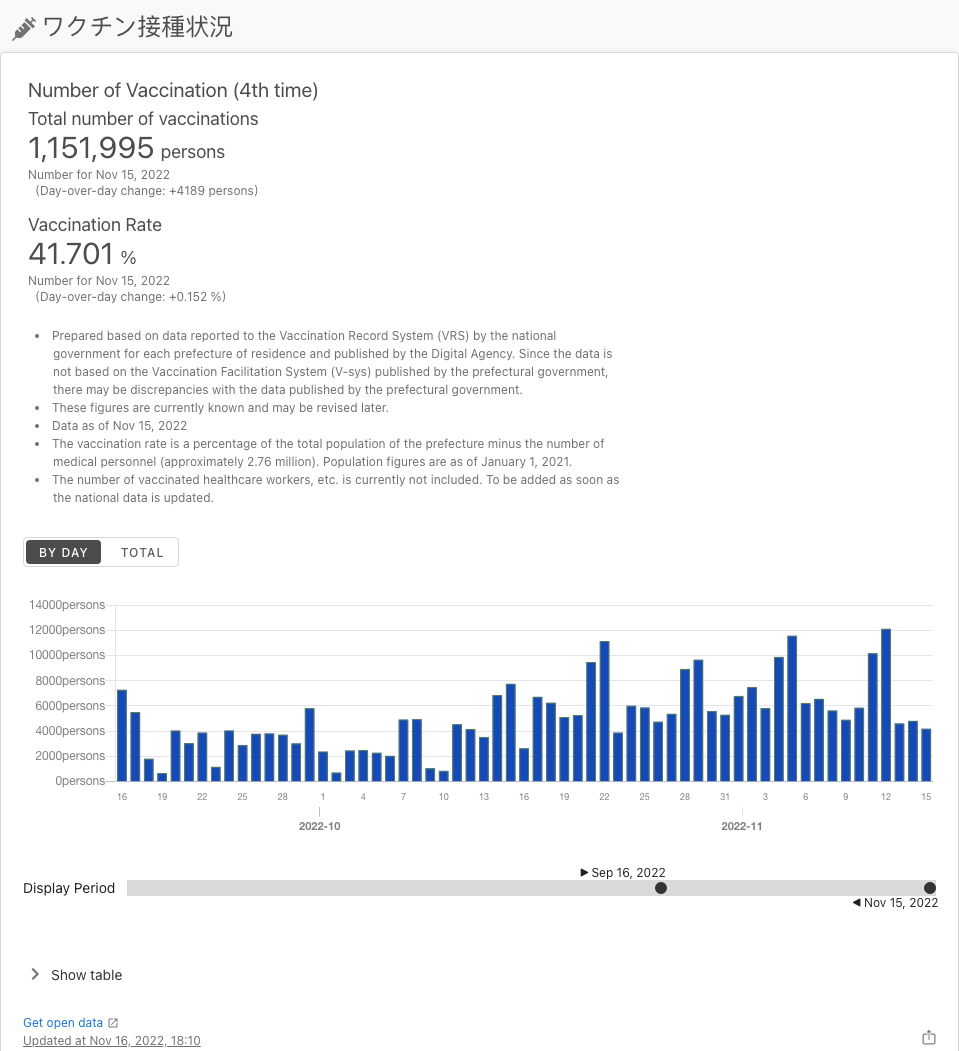 ワクチン接種状況
Number of Vaccination (4th time)
Total number of vaccinations
1,151,995 persons
Number for Nov 15, 2022
(Day-over-day change: +4189 persons)
Vaccination Rate
41.701 %
Number for Nov 15, 2022
(Day-over-day change: +0.152 %)
• Prepared based on data reported to the Vaccination Record System (VRS) by the national
government for each prefecture of residence and published by the Digital Agency. Since the data is
not based on the Vaccination Facilitation System (V-sys) published by the prefectural government,
there may be discrepancies with the data published by the prefectural government.
• These figures are currently known and may be revised later.
• Data as of Nov 15, 2022
• The vaccination rate is a percentage of the total population of the prefecture minus the number of
medical personnel (approximately 2.76 million). Population figures are as of January 1, 2021.
• The number of vaccinated healthcare workers, etc. is currently not included. To be added as soon as
the national data is updated.
BY DAY TOTAL
14000persons
12000persons
10000persons
8000persons
6000persons
4000persons
2000persons
0persons
16 19 22 25 28 1 4 7 10 13 16 19 22 25 28 31 3 6 9 12 15
2022-10 2022-11
Sep 16, 2022
Display Period
Nov 15, 2022
Show table
Get open data
Updated at Nov 16, 2022, 18:10